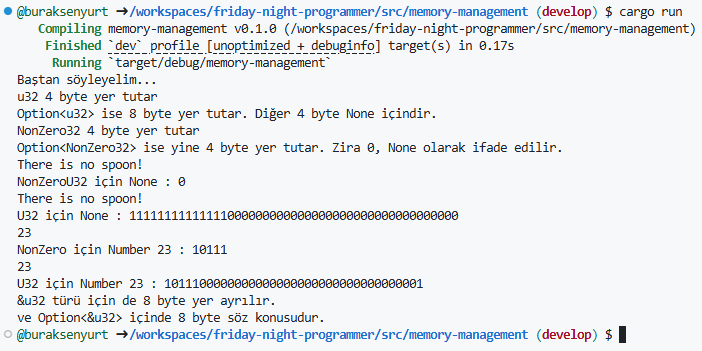 @buraksenyurt ➜/workspaces/friday-night-programmer/src/memory-management (develop) $ cargo run
Compiling memory-management v0.1.0 (/workspaces/friday-night-programmer/src/memory-management)
Finished `dev` profile [unoptimized + debuginfo] target(s) in 0.17s
Running `target/debug/memory-management`
Baştan söyleyelim...
u32 4 byte yer tutar
Option<u32> ise 8 byte yer tutar. Diğer 4 byte None içindir.
NonZero32 4 byte yer tutar
Option<NonZero32> ise yine 4 byte yer tutar. Zira 0, None olarak ifade edilir.
There is no spoon!
NonZeroU32 için None : 0
There is no spoon!
U32 için None : 11111111111111100000000000000000000000000000000
23
NonZero için Number 23 : 10111
23
U32 için Number 23 : 1011100000000000000000000000000000001
&u32 türü için de 8 byte yer ayrılır.
ve Option<&u32> içinde 8 byte söz konusudur.
@buraksenyurt ➜/workspaces/friday-night-programmer/src/memory-management (develop) $